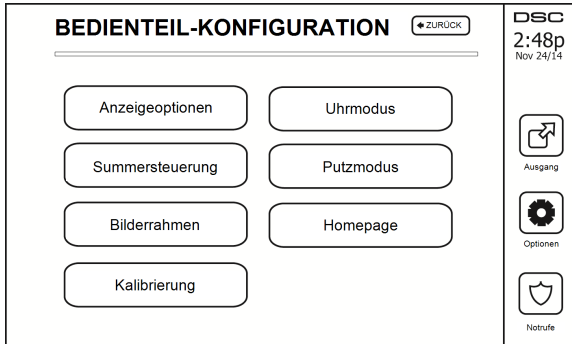 BEDIENTEIL-KONFIGURATION
ZURÜCK
DSC
2:48p
Nov 24/14
Anzeigeoptionen
Uhrmodus
Summersteuerung
Putzmodus
Bilderrahmen
Homepage
Kalibrierung
Ausgang
Optionen
Notrufe